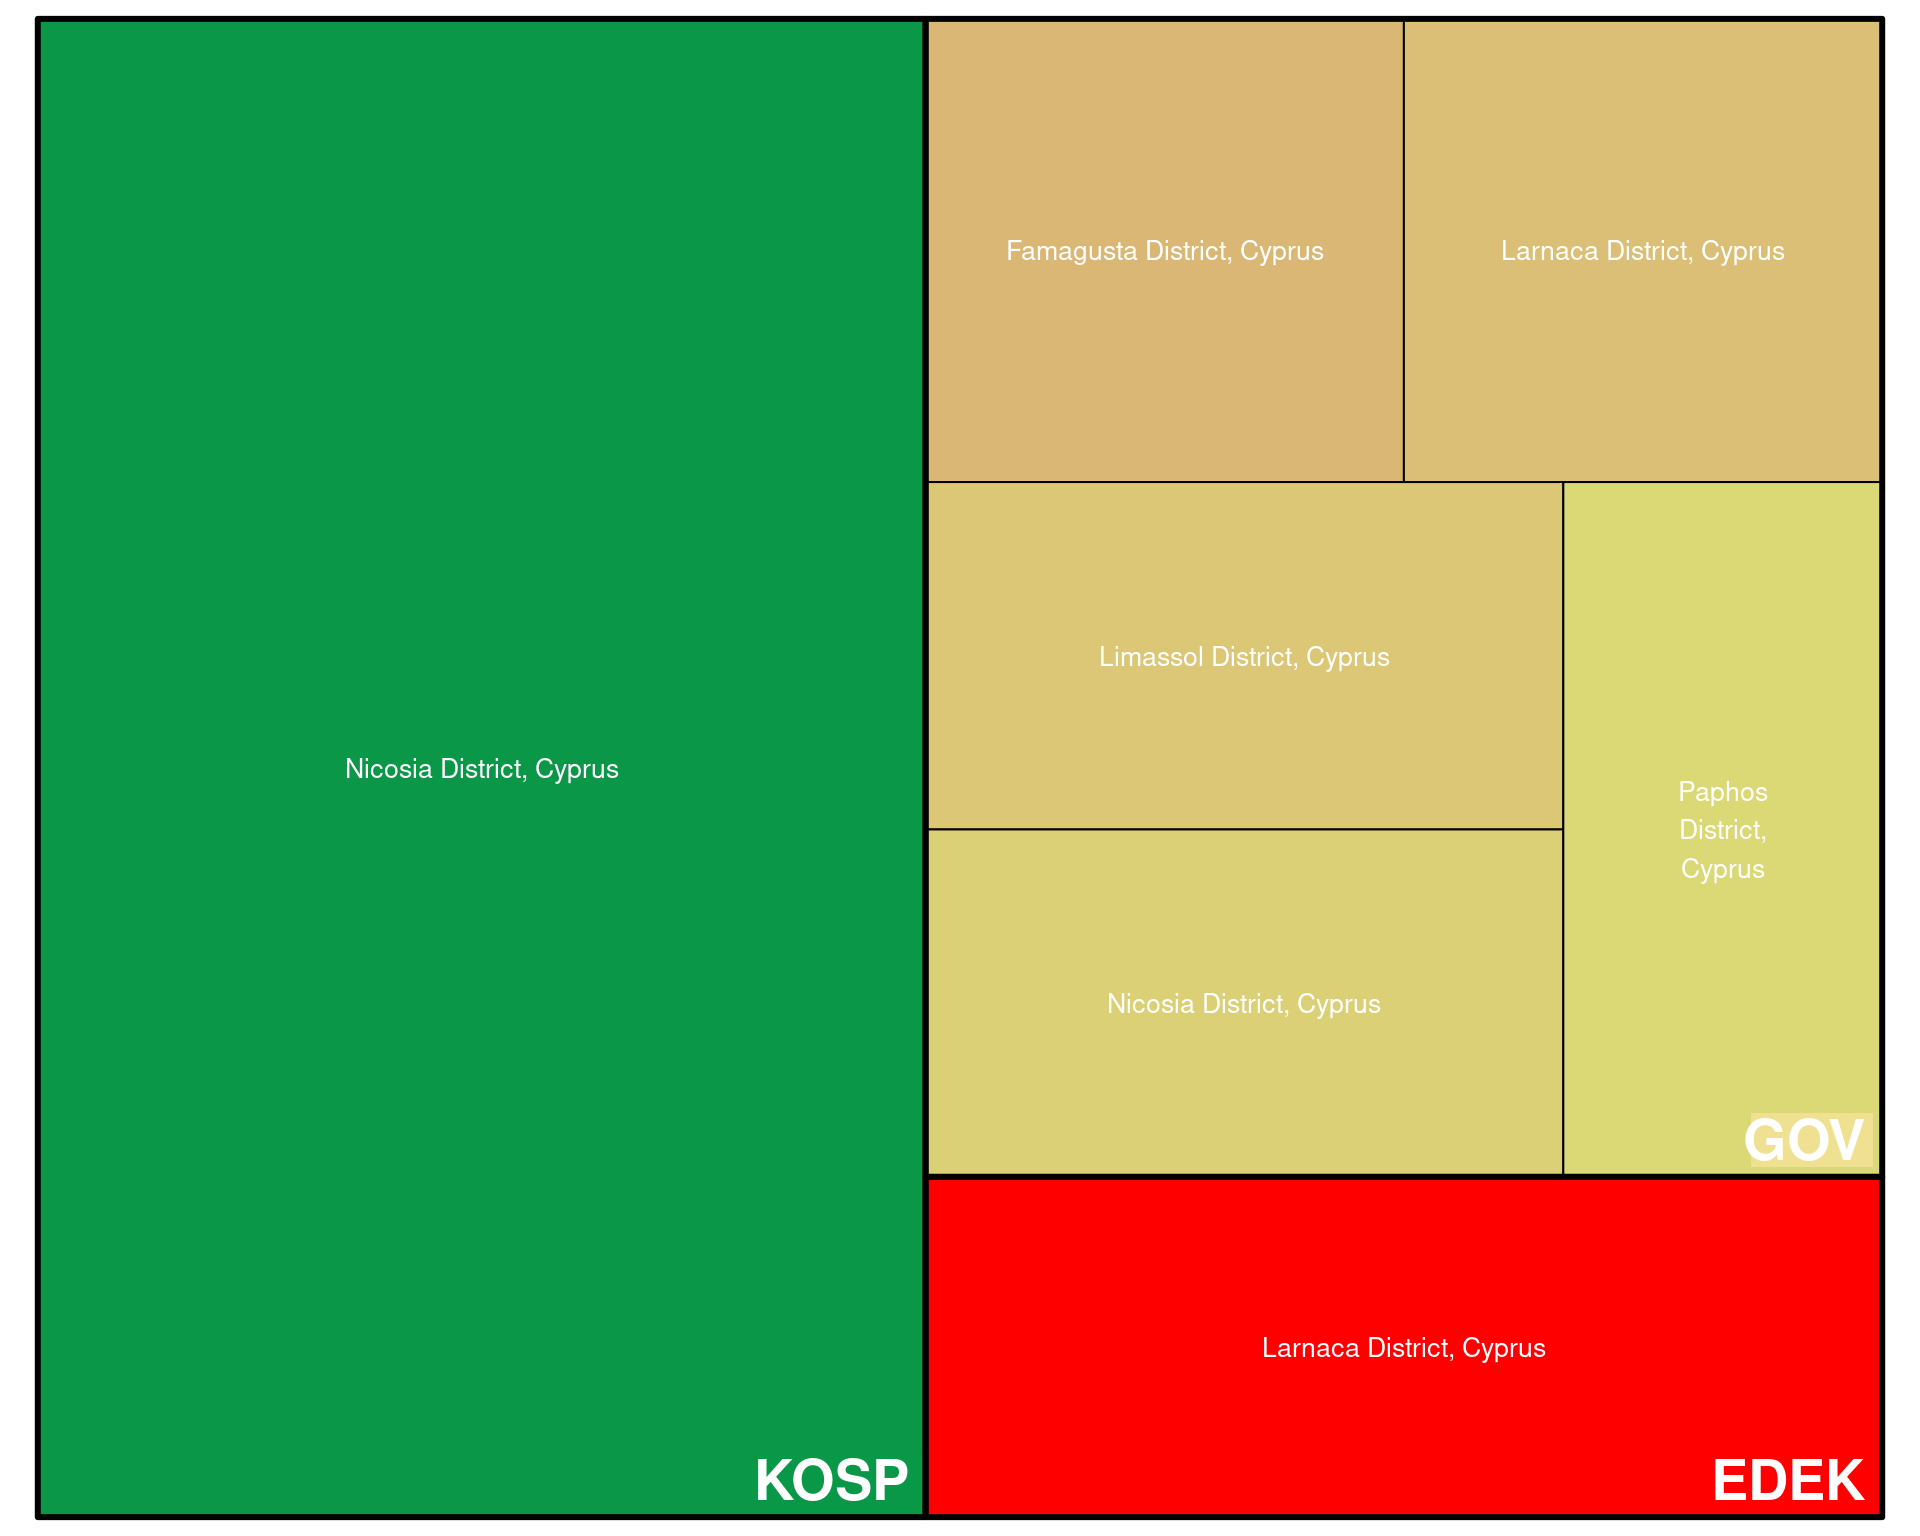 Nicosia District, Cyprus
KOSP
Famagusta District, Cyprus
Larnaca District, Cyprus
Limassol District, Cyprus
Nicosia District, Cyprus
Paphos
District,
Cyprus
GOV
Larnaca District, Cyprus
EDEK